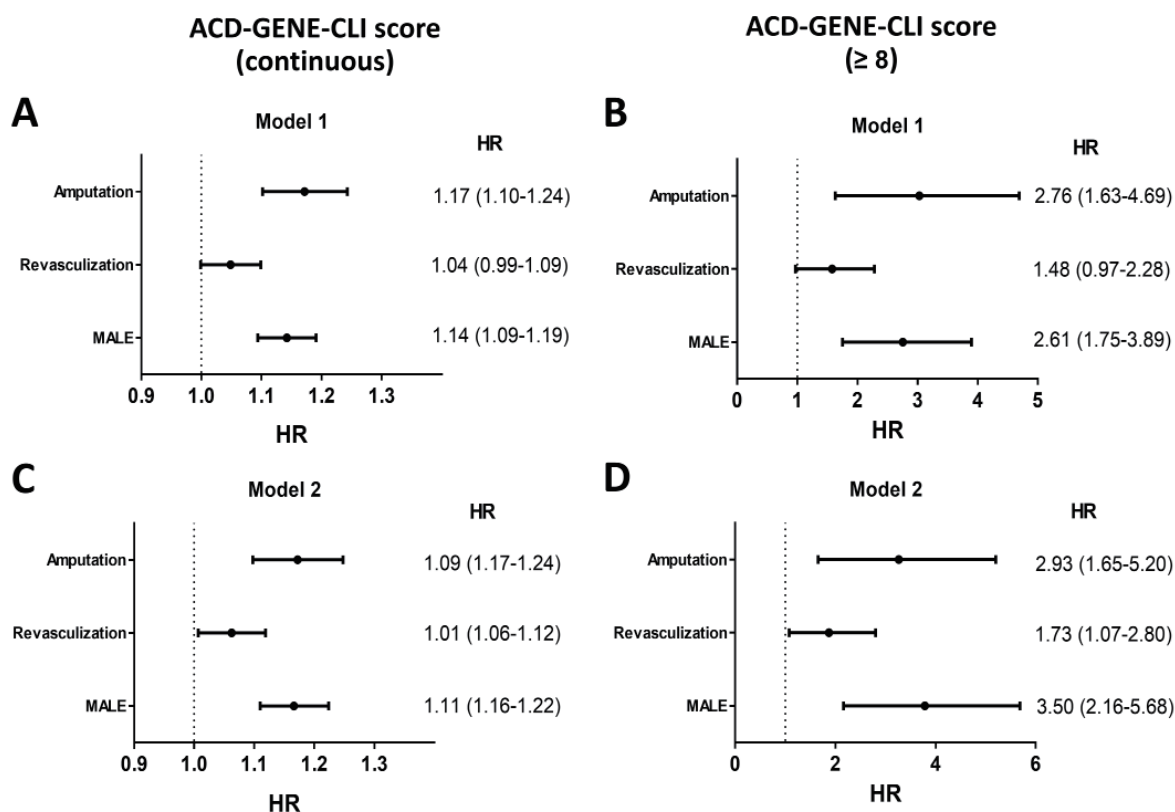 ACD-GENE-CLI score
(continuous)
ACD-GENE-CLI score
(≥ 8)
A
Model 1
HR
Amputation
1.17 (1.10-1.24)
Revasculization
1.04 (0.99-1.09)
MALE
1.14 (1.09-1.19)
0.9 1.0 1.1 1.2 1.3
HR
B
Model 1
HR
Amputation
2.76 (1.63-4.69)
Revasculization
1.48 (0.97-2.28)
MALE
2.61 (1.75-3.89)
0 1 2 3 4 5
HR
C
Model 2
HR
Amputation
1.09 (1.17-1.24)
Revasculization
1.01 (1.06-1.12)
MALE
1.11 (1.16-1.22)
0.9 1.0 1.1 1.2 1.3
HR
D
Model 2
HR
Amputation
2.93 (1.65-5.20)
Revasculization
1.73 (1.07-2.80)
MALE
3.50 (2.16-5.68)
0 2 4 6
HR